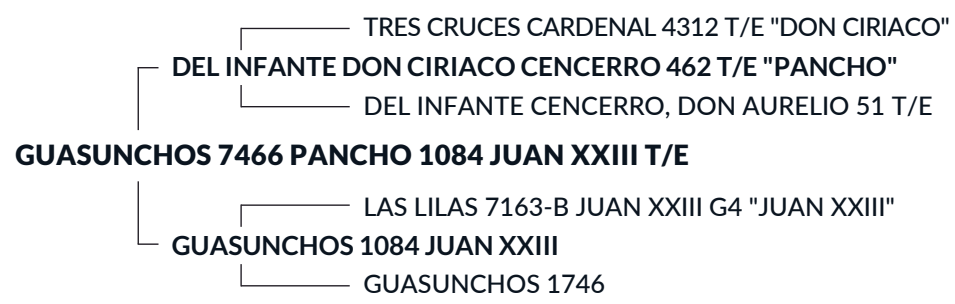 TRES CRUCES CARDENAL 4312 T/E "DON CIRIACO"
DEL INFANTE DON CIRIACO CENCERRO 462 T/E "PANCHO"
DEL INFANTE CENCERRO, DON AURELIO 51 T/E
GUASUNCHOS 7466 PANCHO 1084 JUAN XXIII T/E
LAS LILAS 7163-B JUAN XXIII G4 "JUAN XXIII"
GUASUNCHOS 1084 JUAN XXIII
GUASUNCHOS 1746